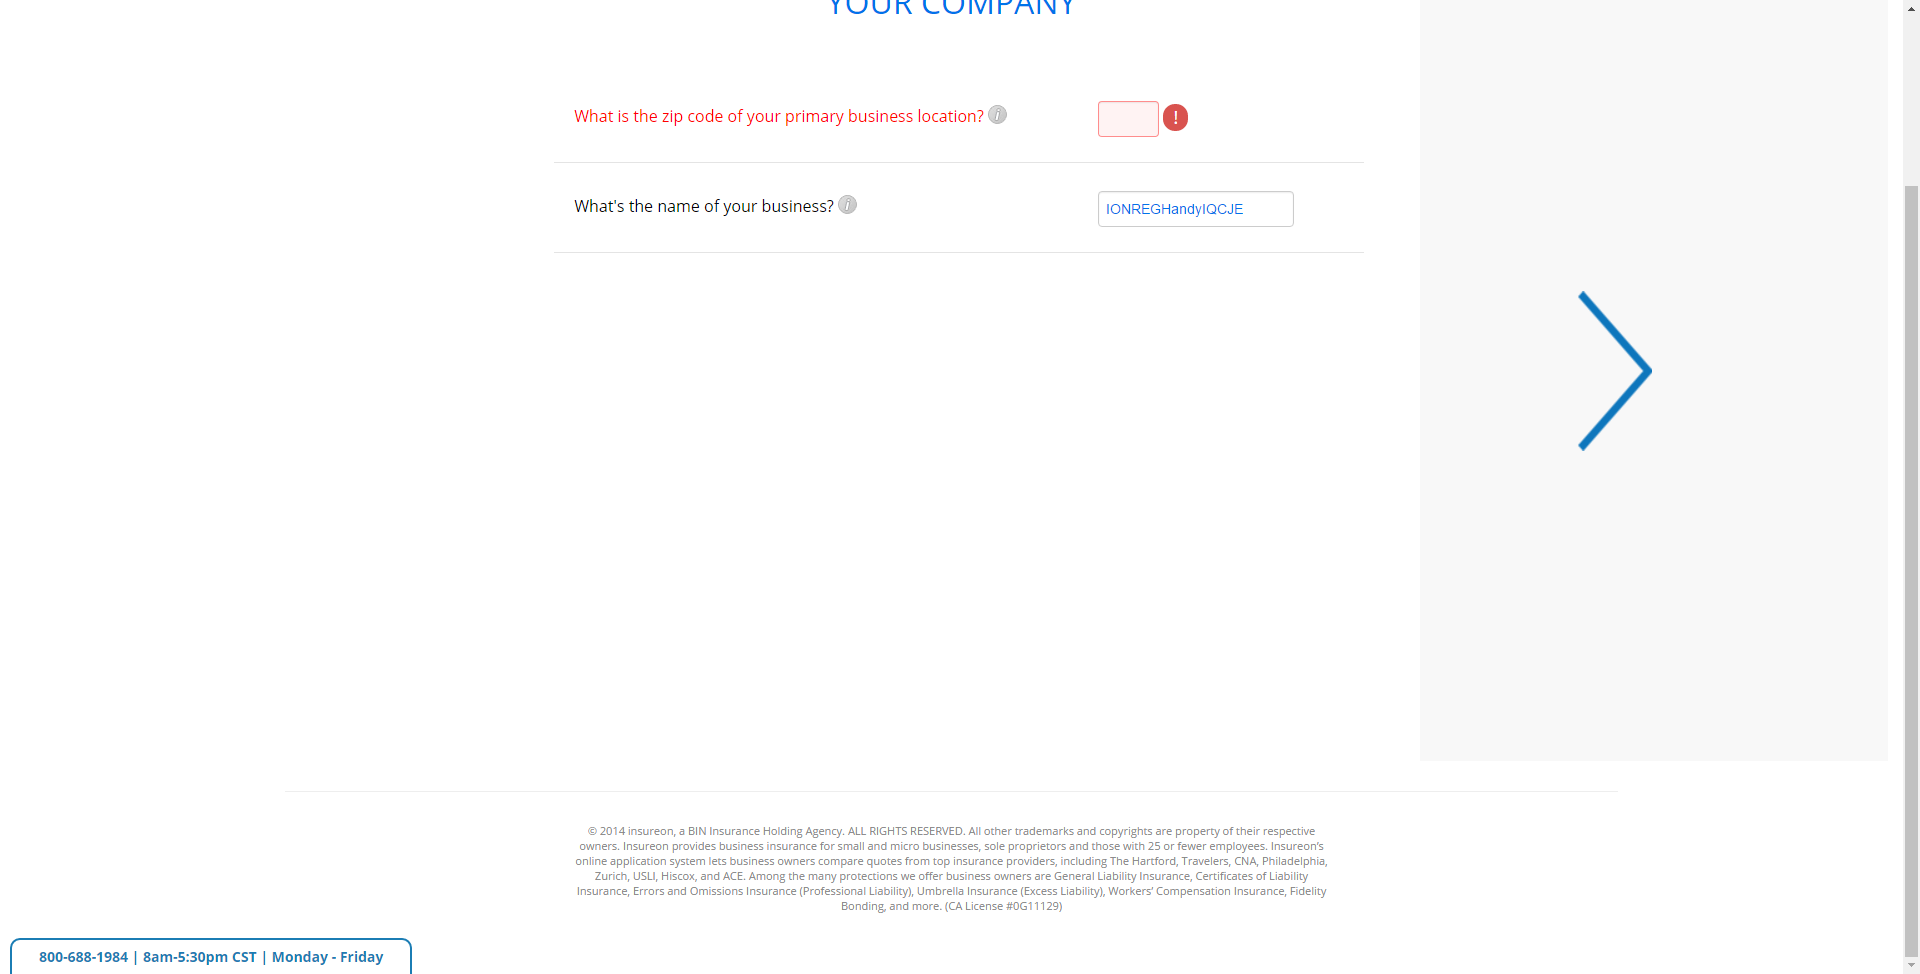 YOUR COMPANY
What is the zip code of your primary business location? i
!
What's the name of your business? i
IONREGHandyIQCJE
© 2014 insureon, a BIN Insurance Holding Agency. ALL RIGHTS RESERVED. All other trademarks and copyrights are property of their respective
owners. Insureon provides business insurance for small and micro businesses, sole proprietors and those with 25 or fewer employees. Insureon's
online application system lets business owners compare quotes from top insurance providers, including The Hartford, Travelers, CNA, Philadelphia,
Zurich, USLI, Hiscox, and ACE. Among the many protections we offer business owners are General Liability Insurance, Certificates of Liability
Insurance, Errors and Omissions Insurance (Professional Liability), Umbrella Insurance (Excess Liability), Workers' Compensation Insurance, Fidelity
Bonding, and more. (CA License #0G11129)
800-688-1984 | 8am-5:30pm CST | Monday - Friday